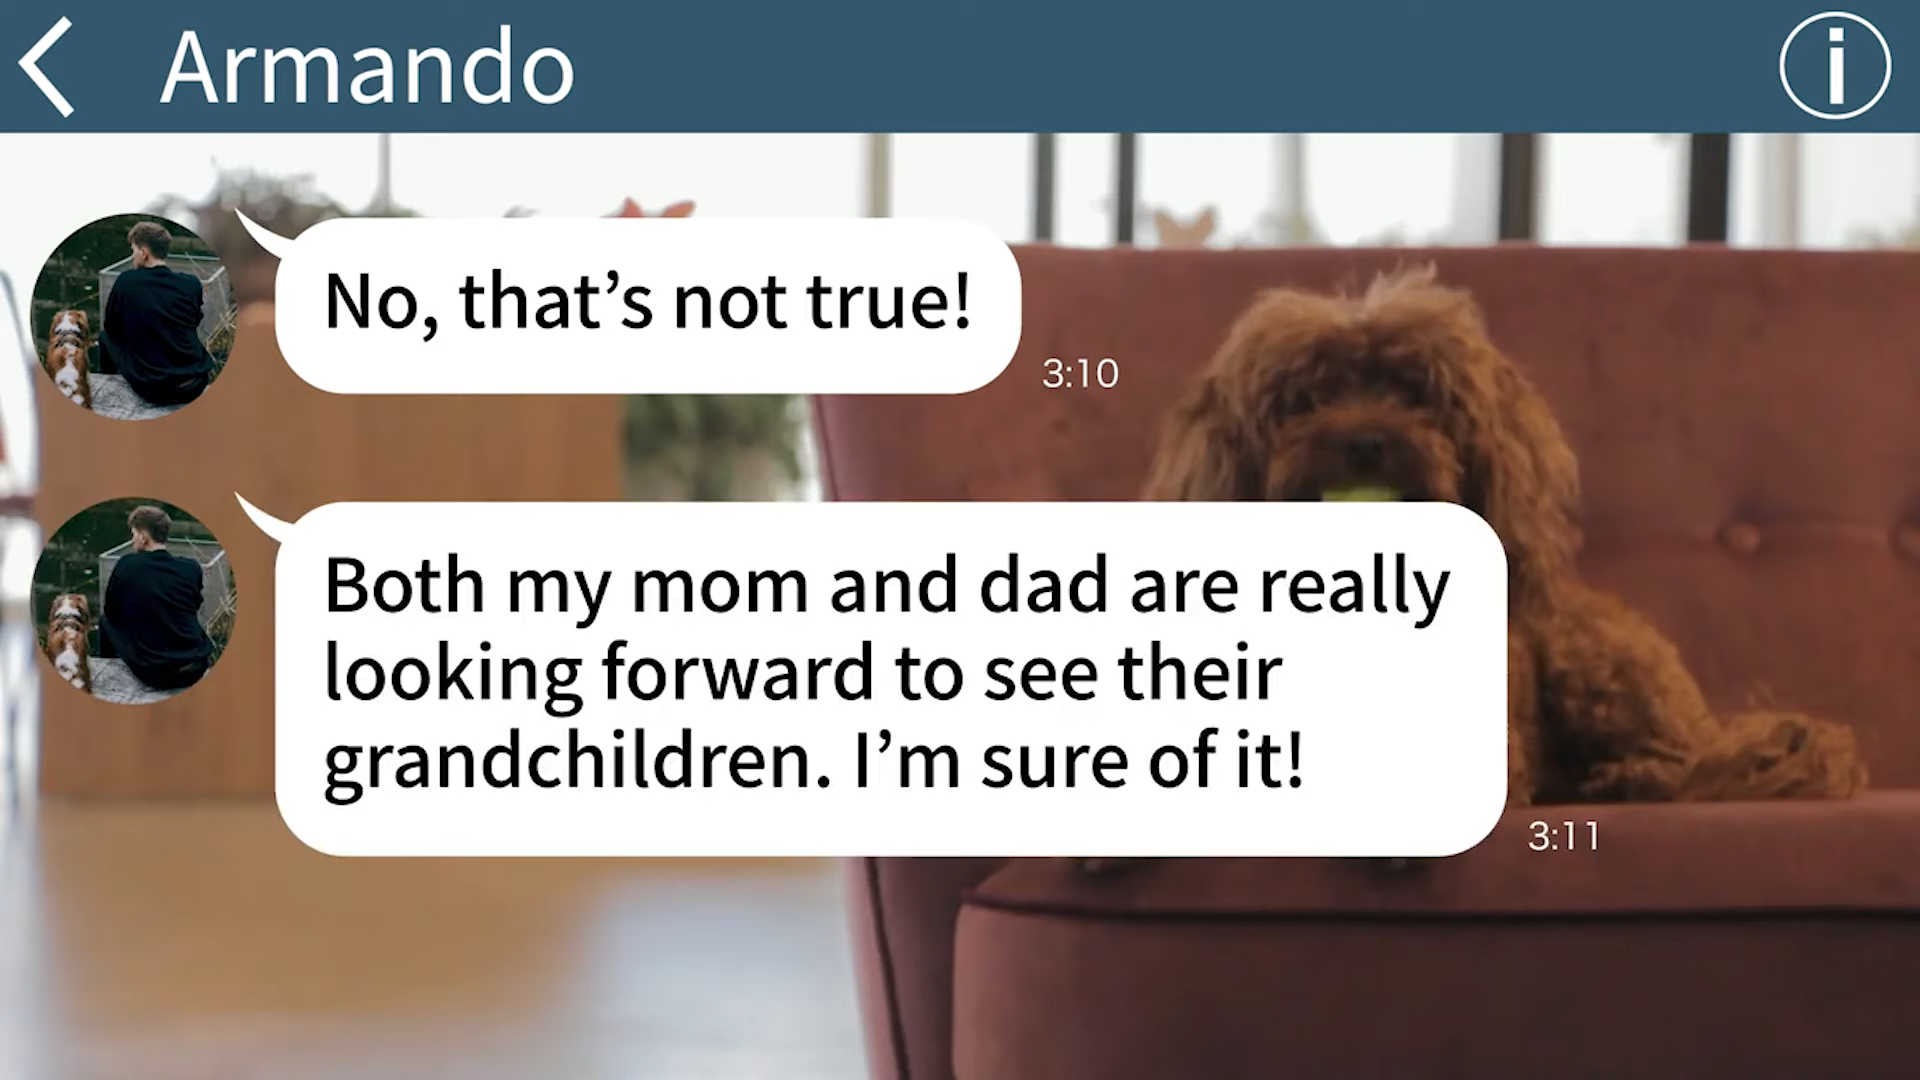 Armando
No, that’s not true!
3:10
Both my mom and dad are really
looking forward to see their
grandchildren. I’m sure of it!
3:11